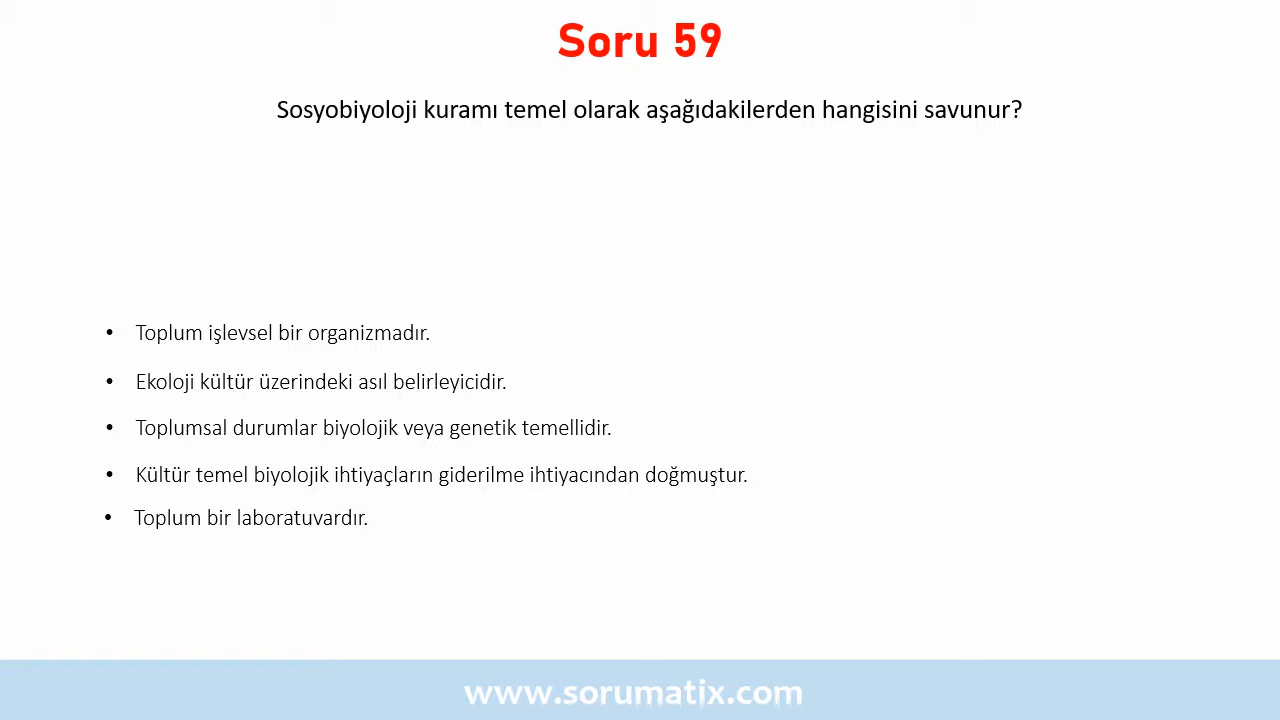 Soru 59
Sosyobiyoloji kuramı temel olarak aşağıdakilerden hangisini savunur?
• Toplum işlevsel bir organizmadır.
• Ekoloji kültür üzerindeki asıl belirleyicidir.
• Toplumsal durumlar biyolojik veya genetik temellidir.
• Kültür temel biyolojik ihtiyaçların giderilme ihtiyacından doğmuştur.
• Toplum bir laboratuvardır.
www.sorumatix.com